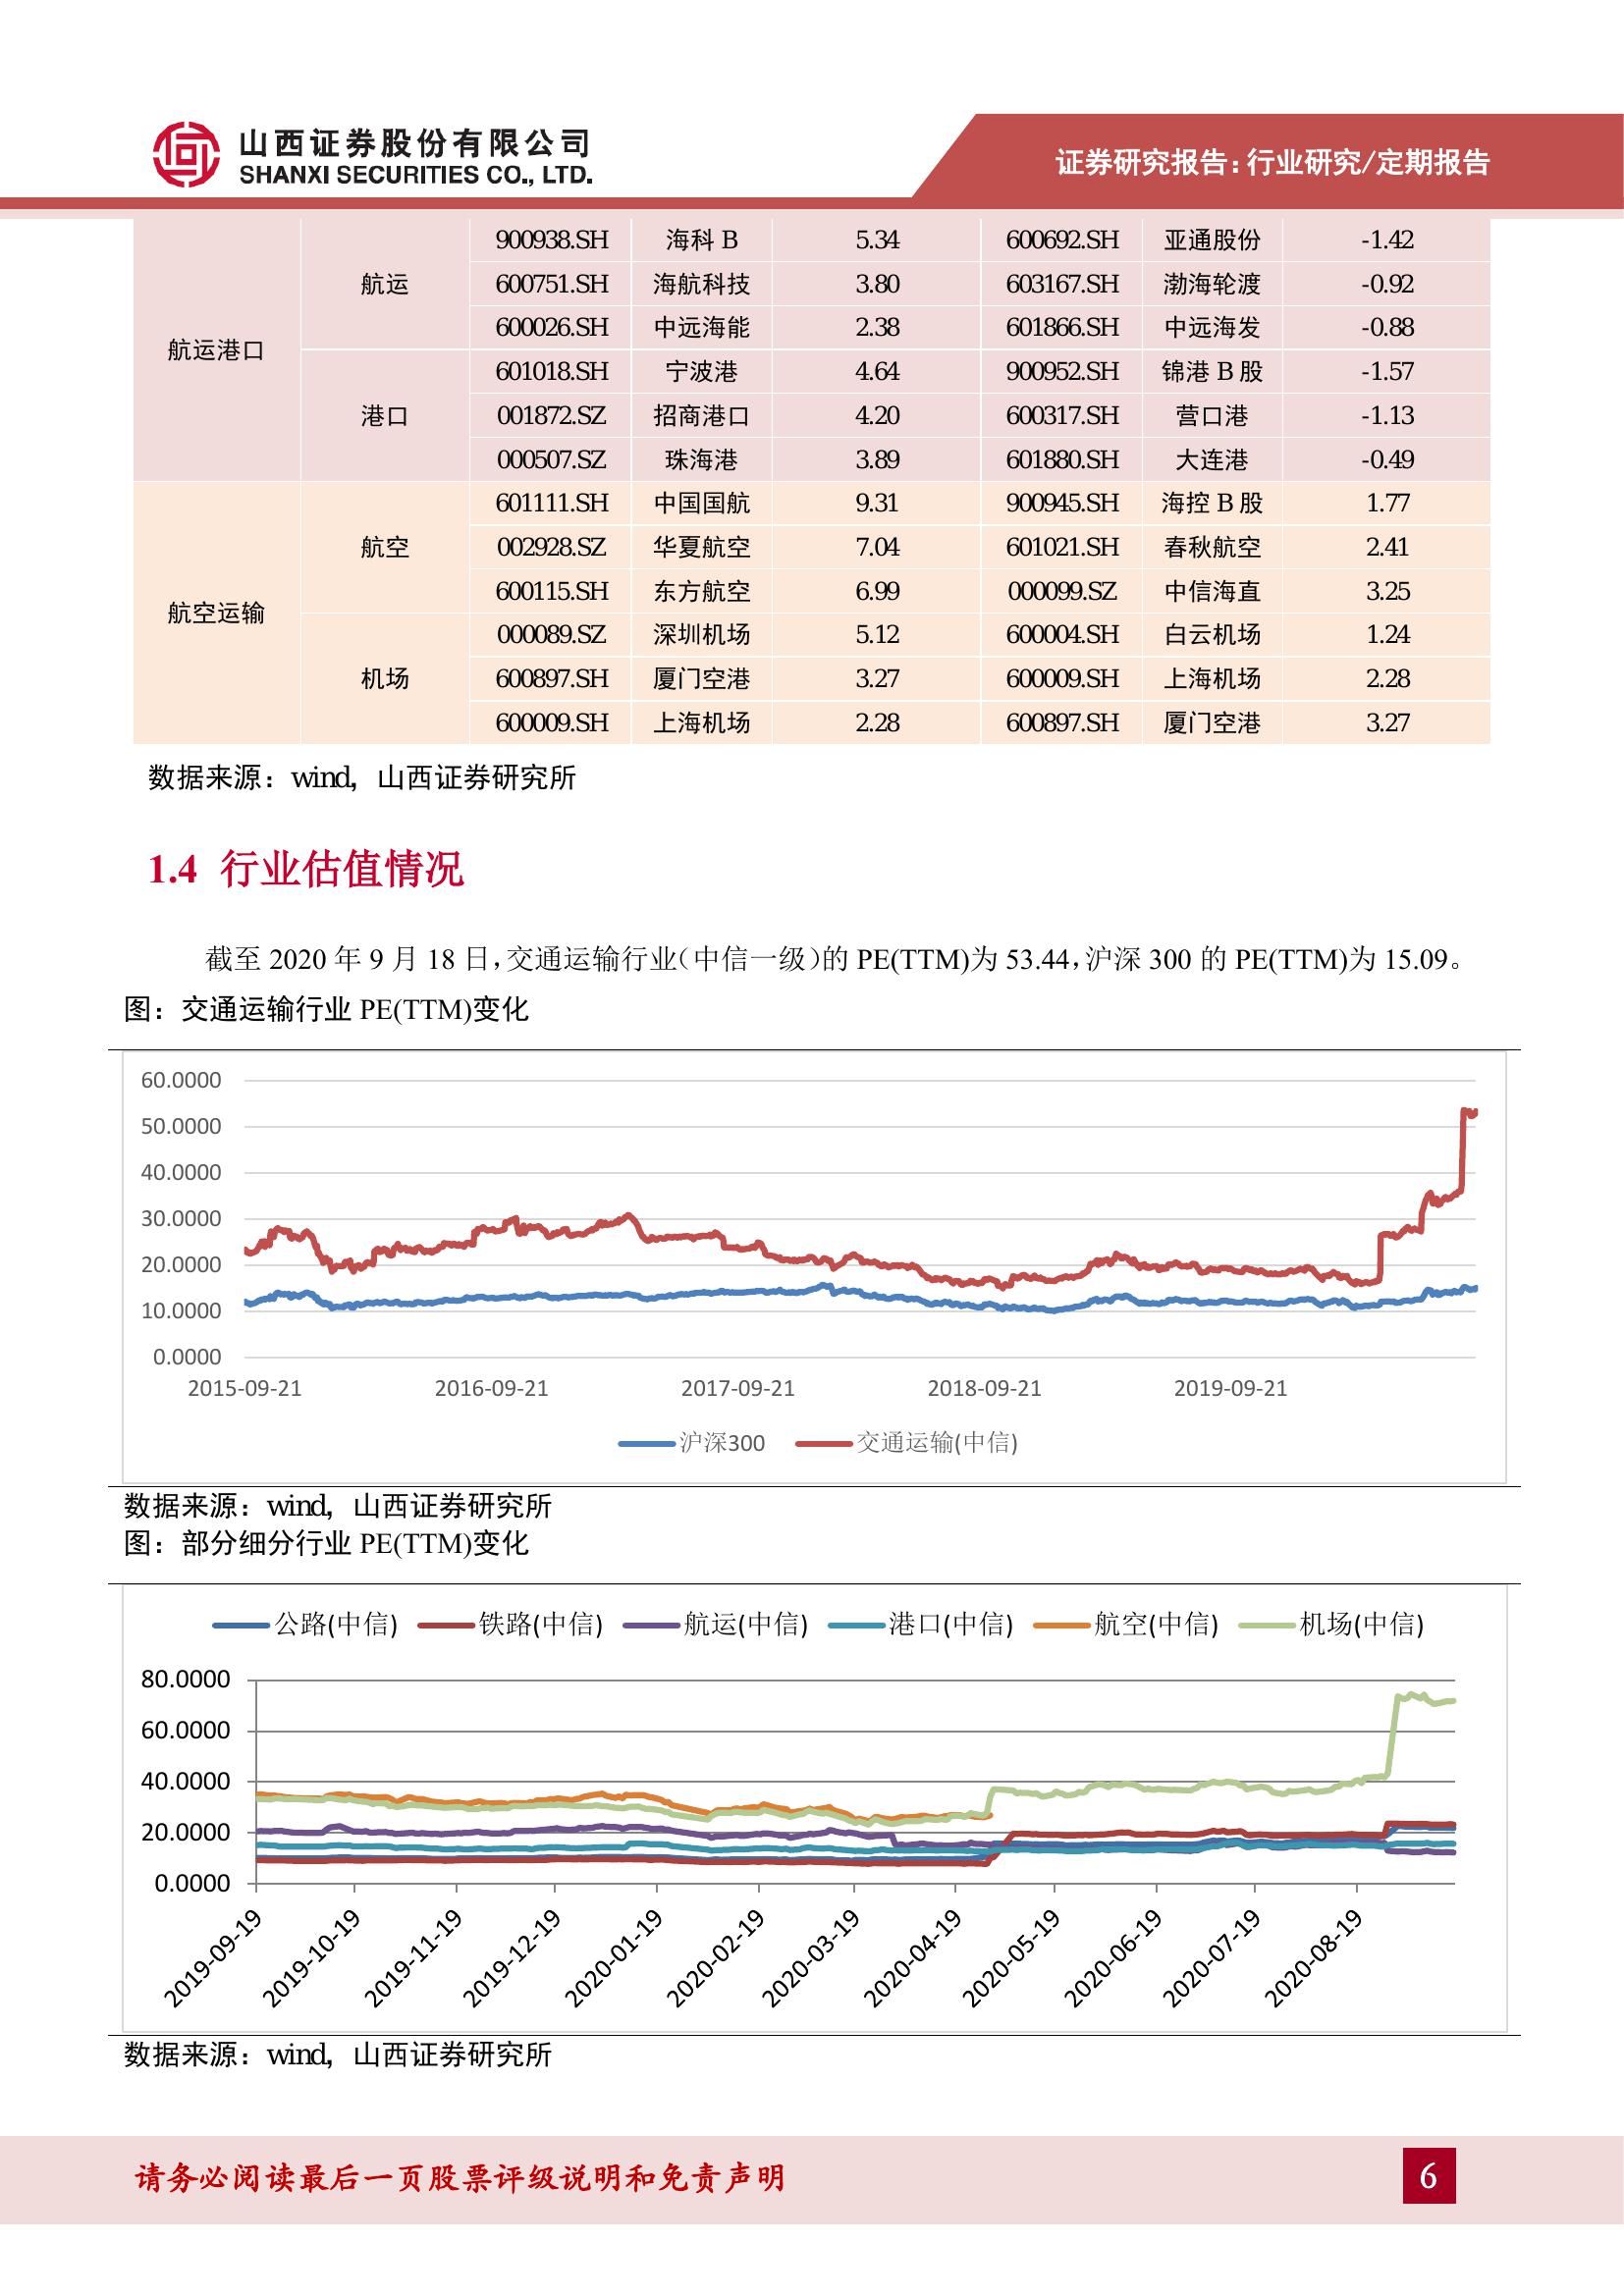 山西证券股份有限公司
SHANXI SECURITIES CO., LTD.
证券研究报告：行业研究/定期报告
航运港口 航运 900938.SH 海科 B 5.34 600692.SH 亚通股份 -1.42
600751.SH 海航科技 3.80 603167.SH 渤海轮渡 -0.92
600026.SH 中远海能 2.38 601866.SH 中远海发 -0.88
港口 601018.SH 宁波港 4.64 900952.SH 锦港 B 股 -1.57
001872.SZ 招商港口 4.20 600317.SH 营口港 -1.13
000507.SZ 珠海港 3.89 601880.SH 大连港 -0.49
航空运输 航空 601111.SH 中国国航 9.31 900945.SH 海控 B 股 1.77
002928.SZ 华夏航空 7.04 601021.SH 春秋航空 2.41
600115.SH 东方航空 6.99 000099.SZ 中信海直 3.25
机场 000089.SZ 深圳机场 5.12 600004.SH 白云机场 1.24
600897.SH 厦门空港 3.27 600009.SH 上海机场 2.28
600009.SH 上海机场 2.28 600897.SH 厦门空港 3.27
数据来源：wind，山西证券研究所
1.4 行业估值情况
截至 2020 年 9 月 18 日，交通运输行业（中信一级）的 PE(TTM)为 53.44，沪深 300 的 PE(TTM)为 15.09。
图：交通运输行业 PE(TTM)变化
60.0000
50.0000
40.0000
30.0000
20.0000
10.0000
0.0000
2015-09-21 2016-09-21 2017-09-21 2018-09-21 2019-09-21
沪深300 交通运输(中信)
数据来源：wind，山西证券研究所
图：部分细分行业 PE(TTM)变化
公路(中信) 铁路(中信) 航运(中信) 港口(中信) 航空(中信) 机场(中信)
80.0000
60.0000
40.0000
20.0000
0.0000
2019-09-19 2019-10-19 2019-11-19 2019-12-19 2020-01-19 2020-02-19 2020-03-19 2020-04-19 2020-05-19 2020-06-19 2020-07-19 2020-08-19
数据来源：wind，山西证券研究所
请务必阅读最后一页股票评级说明和免责声明
6